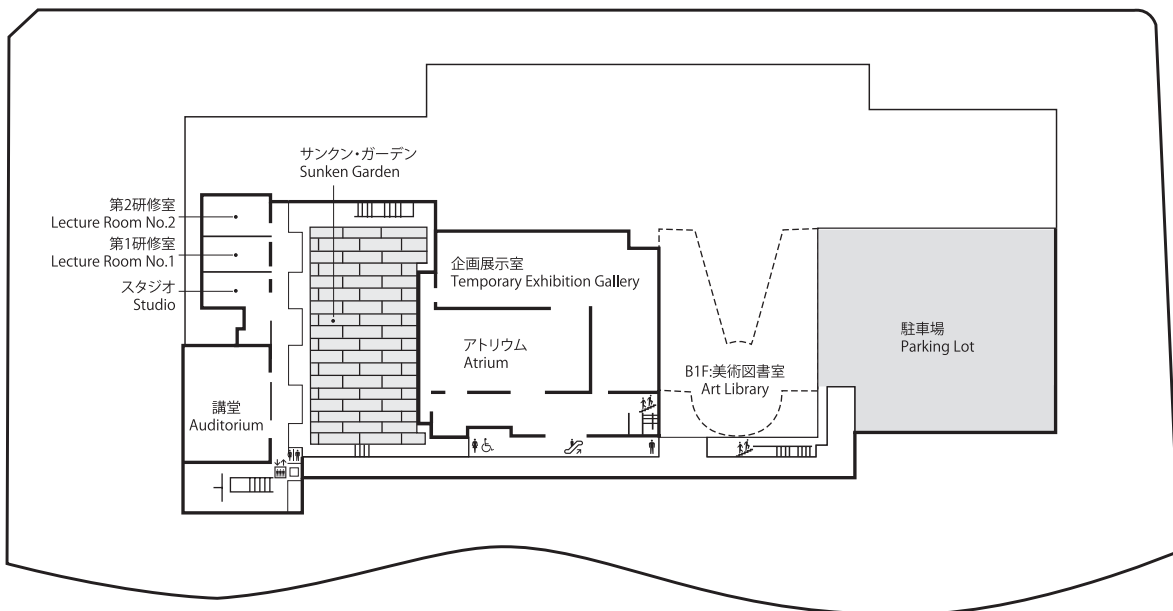 サンクン・ガーデン
Sunken Garden
第2研修室
Lecture Room No.2
第1研修室
Lecture Room No.1
スタジオ
Studio
企画展示室
Temporary Exhibition Gallery
アトリウム
Atrium
駐車場
Parking Lot
B1F:美術図書室
Art Library
講堂
Auditorium